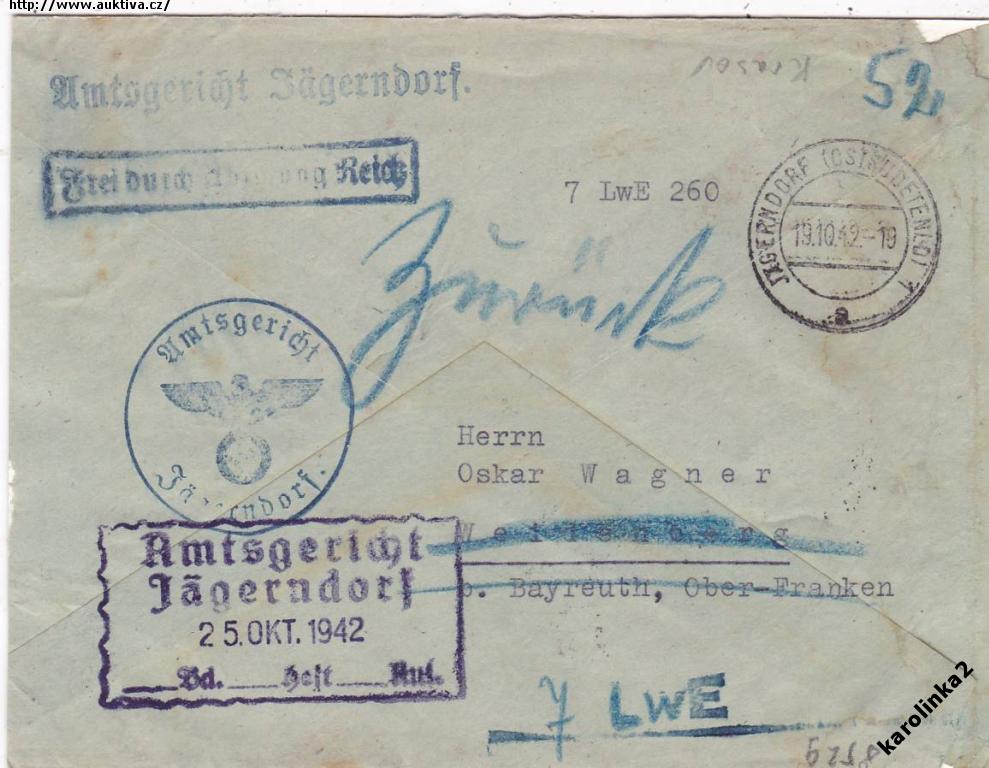 http://www.auktiva.cz/
Amtsgericht Jägerndorf.
52
Frei durch Ablösung Reich
7 LwE 260
JÄGERNDORF (OSTSUDETENLD) 1
19.10.42.-19
a
Zurück
Amtsgericht
Jägerndorf.
Herrn
Oskar Wagner
b. Bayreuth, Ober-Franken
Amtsgericht
Jägerndorf
25. OKT. 1942
Bd. Heft Anl.
7 LWE
karolinka2